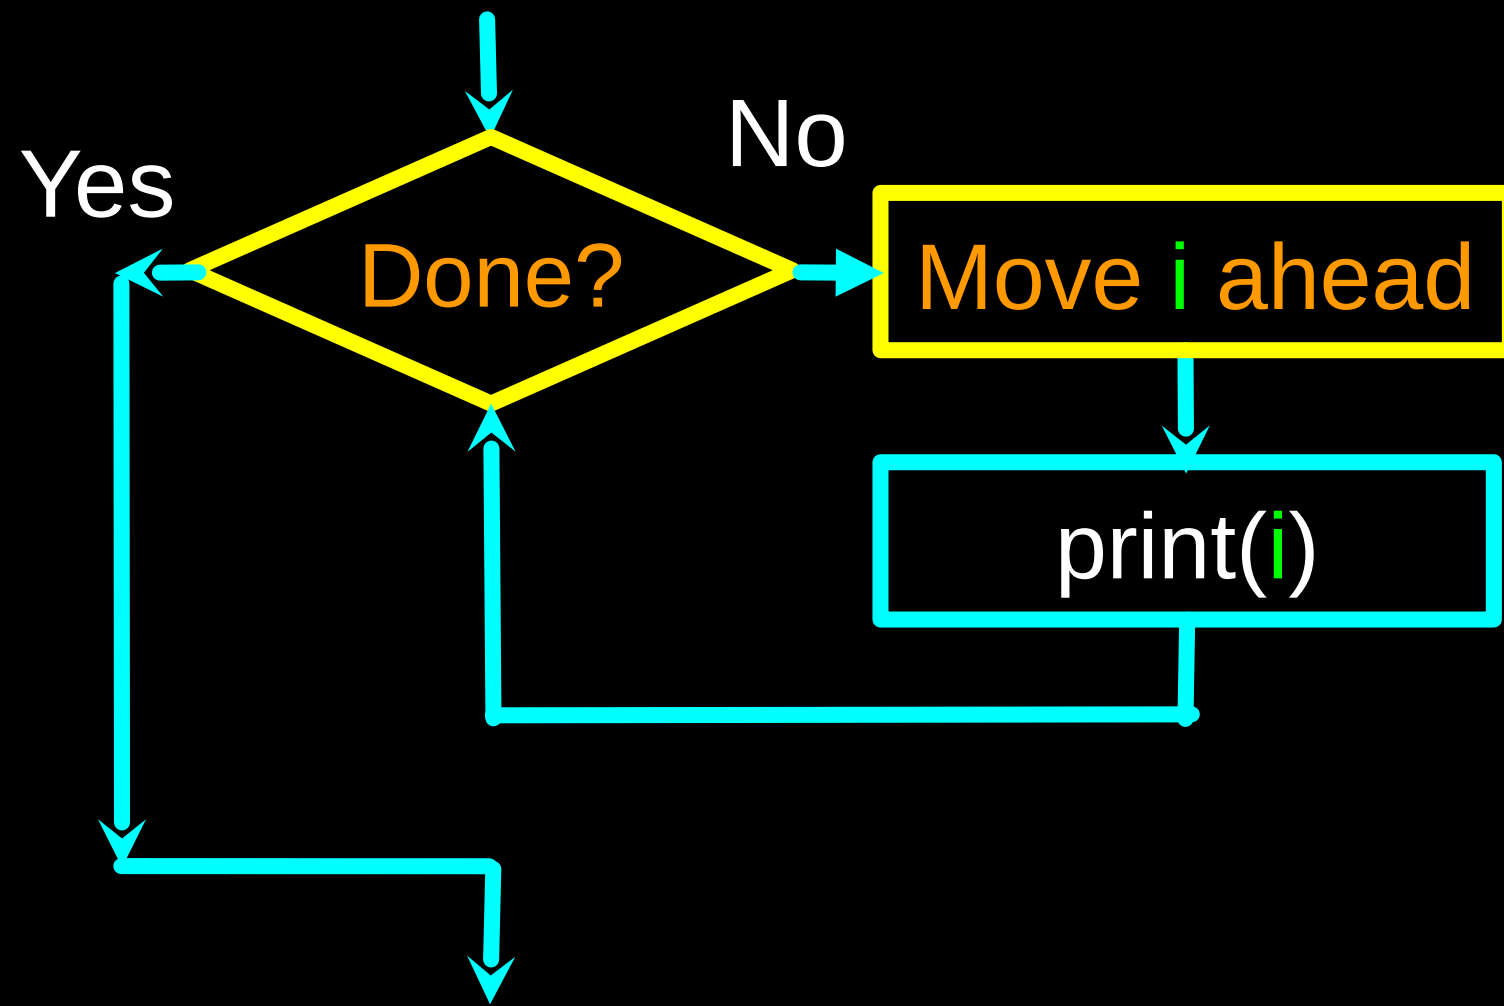 No
Yes
Done?
Move i ahead
print(i)